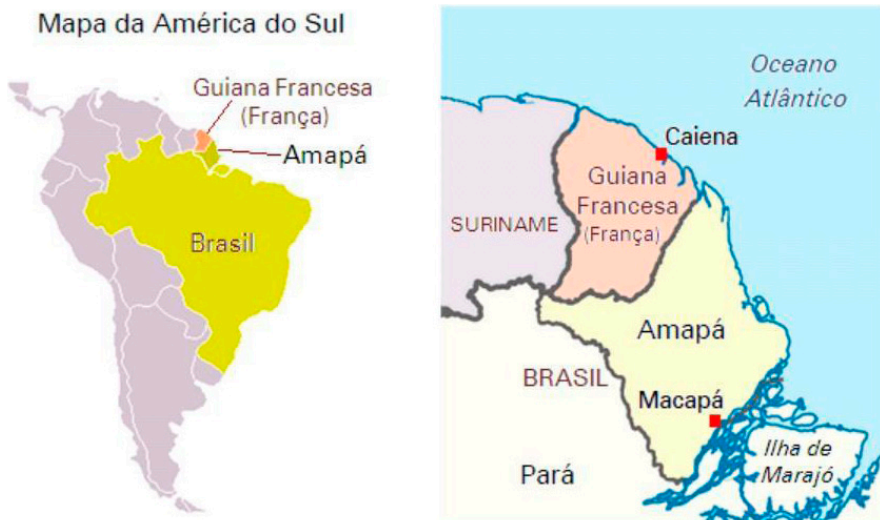 Mapa da América do Sul
Guiana Francesa
(França)
Amapá
Brasil
Oceano
Atlântico
Caiena
Guiana
Francesa
(França)
SURINAME
Amapá
BRASIL
Macapá
Ilha de
Marajó
Pará